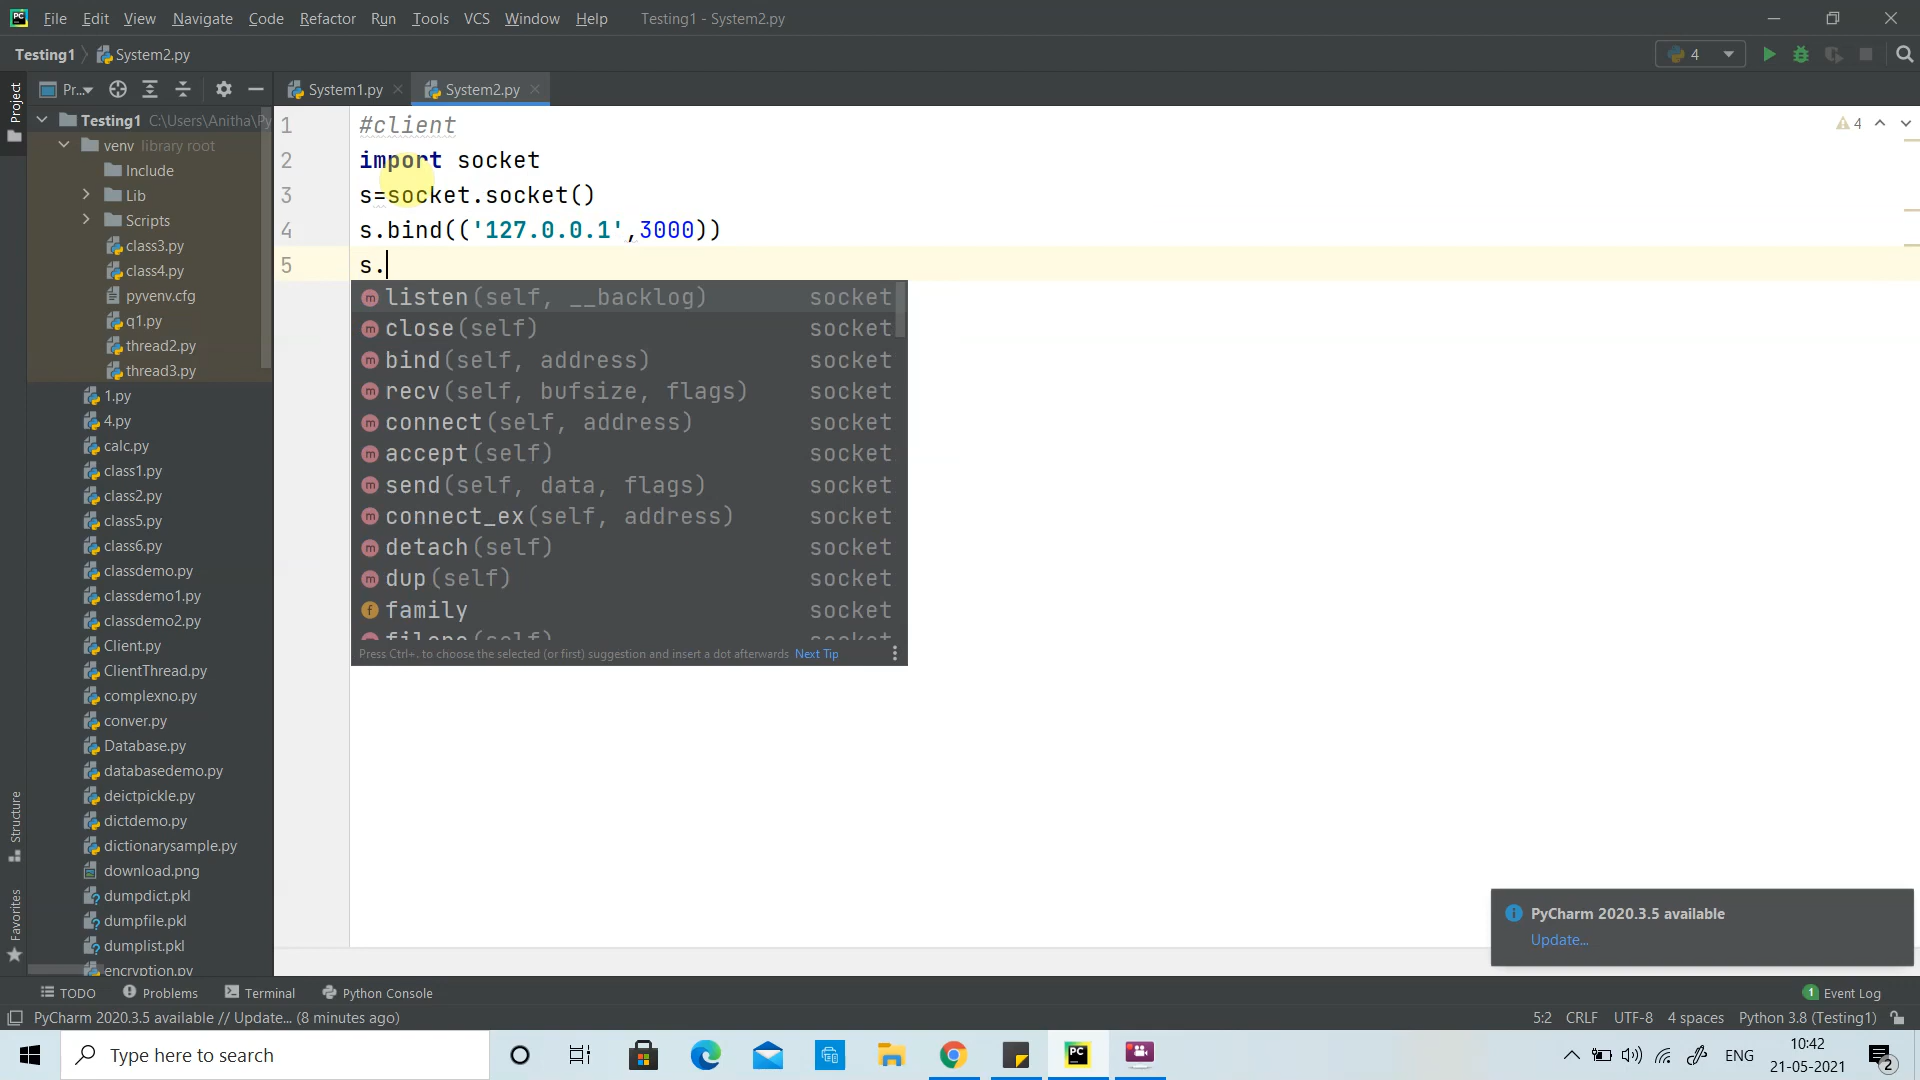 File Edit View Navigate Code Refactor Run Tools VCS Window Help Testing1 - System2.py
Testing1 System2.py 4
Pr... System1.py System2.py
Project
Testing1 C:\Users\Anitha\Py
venv library root
Include
Lib
Scripts
class3.py
class4.py
pyvenv.cfg
q1.py
thread2.py
thread3.py
1.py
4.py
calc.py
class1.py
class2.py
class5.py
class6.py
classdemo.py
classdemo1.py
classdemo2.py
Client.py
ClientThread.py
complexno.py
conver.py
Database.py
databasedemo.py
deictpickle.py
dictdemo.py
dictionarysample.py
download.png
dumpdict.pkl
dumpfile.pkl
dumplist.pkl
encryption.py
Structure
Favorites
1 #client
2 import socket
3 s=socket.socket()
4 s.bind(('127.0.0.1',3000))
5 s.
4
listen(self, __backlog) socket
close(self) socket
bind(self, address) socket
recv(self, bufsize, flags) socket
connect(self, address) socket
accept(self) socket
send(self, data, flags) socket
connect_ex(self, address) socket
detach(self) socket
dup(self) socket
family socket
fileno(self) socket
Press Ctrl+. to choose the selected (or first) suggestion and insert a dot afterwards Next Tip
PyCharm 2020.3.5 available
Update...
TODO Problems Terminal Python Console 1 Event Log
PyCharm 2020.3.5 available // Update... (8 minutes ago) 5:2 CRLF UTF-8 4 spaces Python 3.8 (Testing1)
Type here to search ENG 10:42
21-05-2021 2